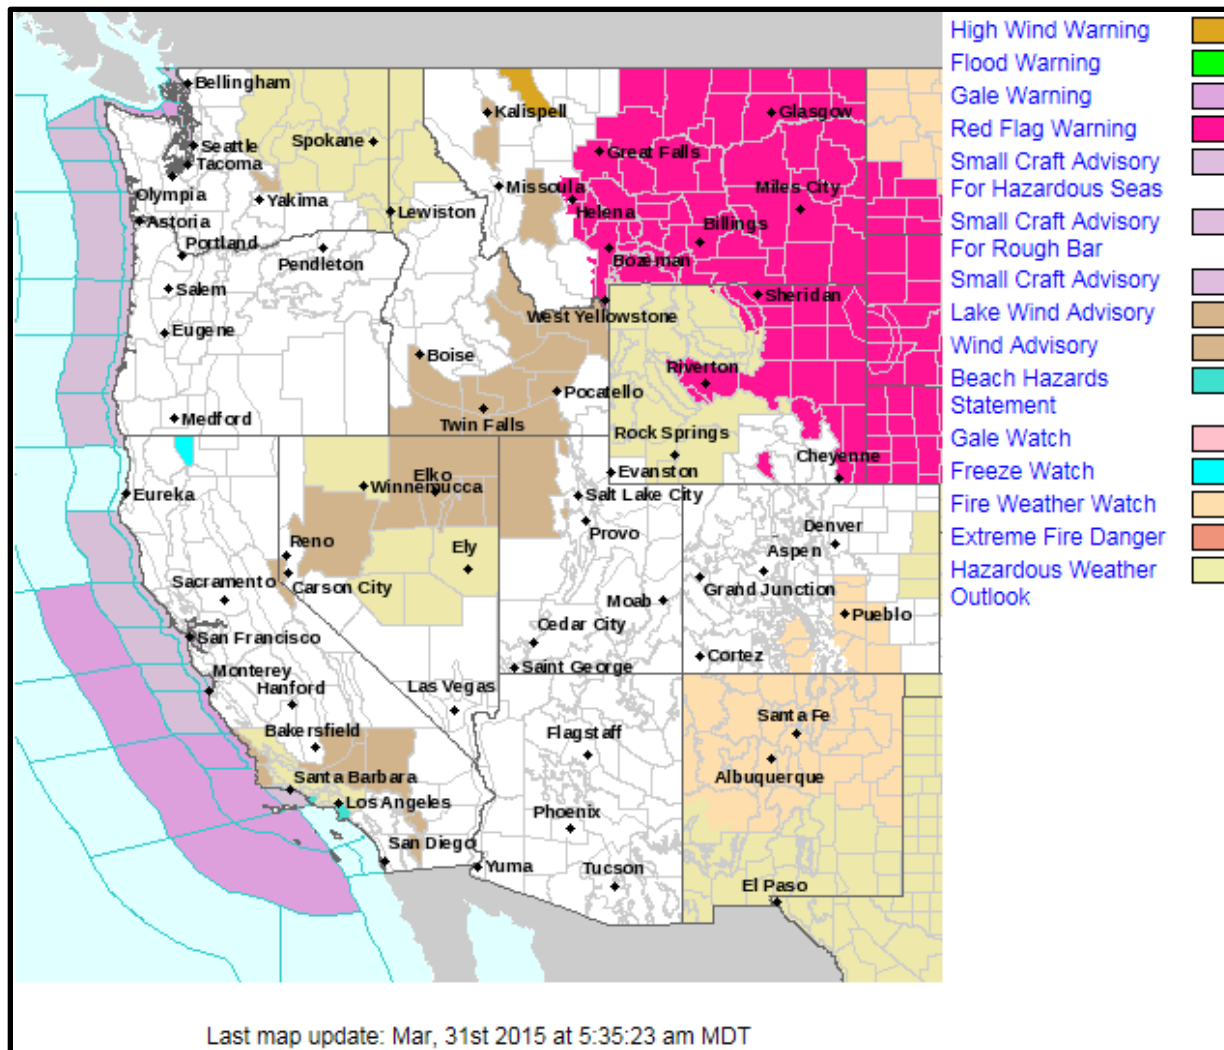 Bellingham
Kalispell
Glasgow
Seattle
Spokane
Great Falls
Tacoma
Missoula
Miles City
Olympia
Yakima
Lewiston
Helena
Astoria
Billings
Portland
Pendleton
Bozeman
Salem
Sheridan
West Yellowstone
Eugene
Boise
Riverton
Pocatello
Medford
Twin Falls
Rock Springs
Elko
Evanston
Cheyenne
Winnemucca
Eureka
Salt Lake City
Provo
Denver
Reno
Ely
Aspen
Sacramento
Carson City
Grand Junction
Moab
Pueblo
San Francisco
Cedar City
Monterey
Saint George
Cortez
Hanford
Las Vegas
Bakersfield
Flagstaff
Santa Fe
Santa Barbara
Albuquerque
Los Angeles
Phoenix
San Diego
Yuma
Tucson
El Paso
High Wind Warning
Flood Warning
Gale Warning
Red Flag Warning
Small Craft Advisory
For Hazardous Seas
Small Craft Advisory
For Rough Bar
Small Craft Advisory
Lake Wind Advisory
Wind Advisory
Beach Hazards
Statement
Gale Watch
Freeze Watch
Fire Weather Watch
Extreme Fire Danger
Hazardous Weather
Outlook
Last map update: Mar, 31st 2015 at 5:35:23 am MDT